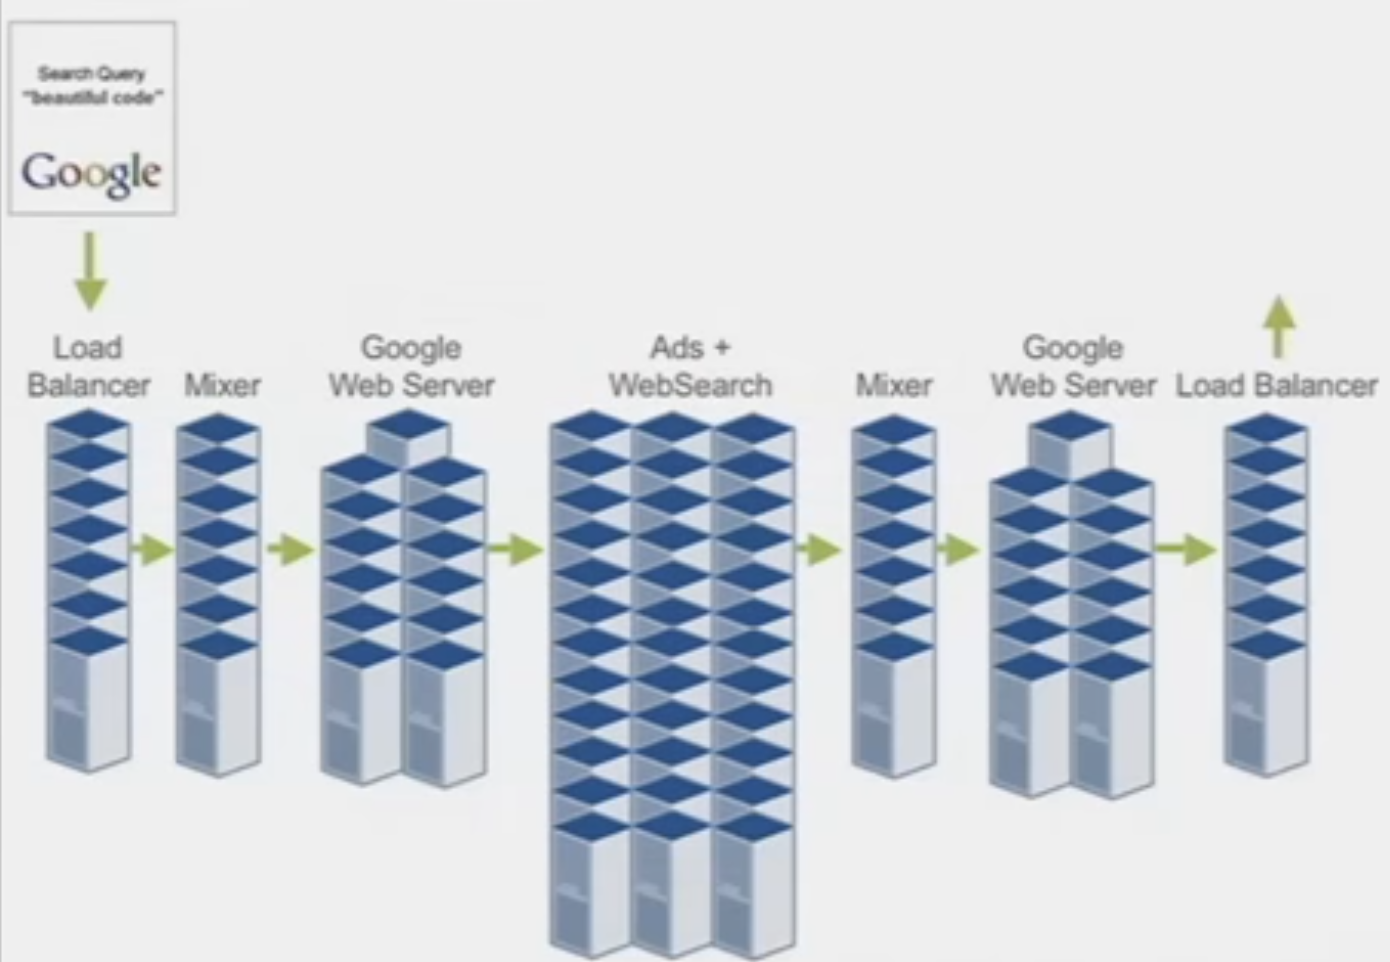 Search Query
"beautiful code"
Google
Load
Balancer
Mixer
Google
Web Server
Ads +
WebSearch
Mixer
Google
Web Server
Load Balancer